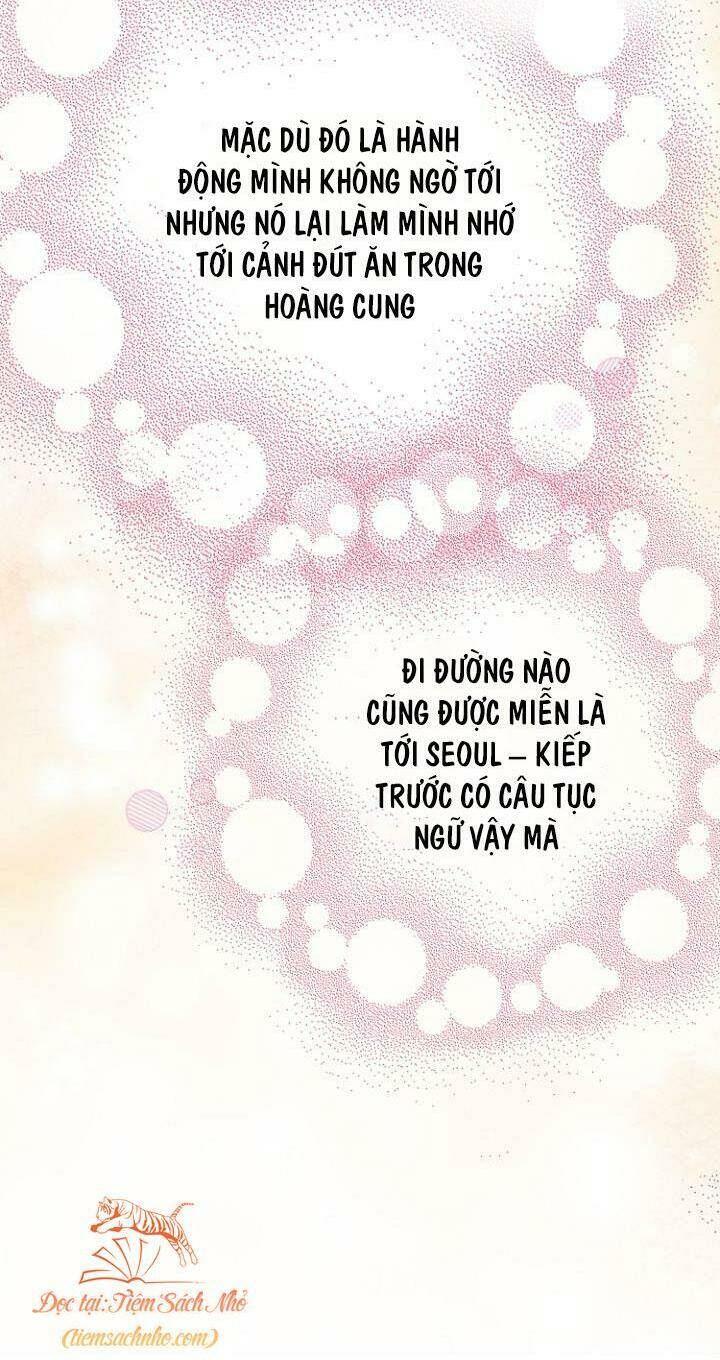 MẶC DÙ ĐÓ LÀ HÀNH
ĐỘNG MÌNH KHÔNG NGỜ TỚI
NHƯNG NÓ LẠI LÀM MÌNH NHỚ
TỚI CẢNH ĐÚT ĂN TRONG
HOÀNG CUNG
ĐI ĐƯỜNG NÀO
CŨNG ĐƯỢC MIỄN LÀ
TỚI SEOUL – KIẾP
TRƯỚC CÓ CÂU TỤC
NGỮ VẬY MÀ
Đọc tại: Tiệm Sách Nhỏ
(tiemsachnho.com)